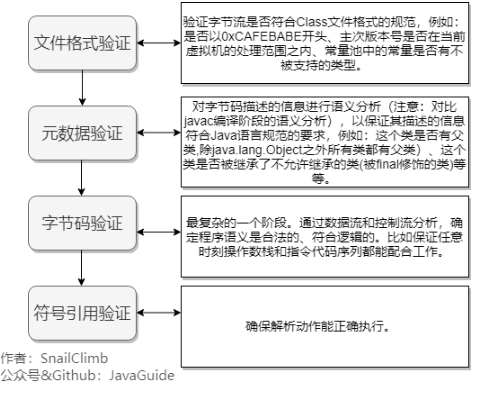 文件格式验证
验证字节流是否符合Class文件格式的规范，例如：
是否以0xCAFEBABE开头、主次版本号是否在当前
虚拟机的处理范围之内、常量池中的常量是否有不
被支持的类型。
元数据验证
对字节码描述的信息进行语义分析（注意：对比
javac编译阶段的语义分析），以保证其描述的信息
符合Java语言规范的要求，例如：这个类是否有父
类,除java.lang.Object之外所有类都有父类）、这个
类是否被继承了不允许继承的类(被final修饰的类)等
等。
字节码验证
最复杂的一个阶段。通过数据流和控制流分析，确
定程序语义是合法的、符合逻辑的。比如保证任意
时刻操作数栈和指令代码序列都能配合工作。
符号引用验证
确保解析动作能正确执行。
作者：SnailClimb
公众号&Github：JavaGuide